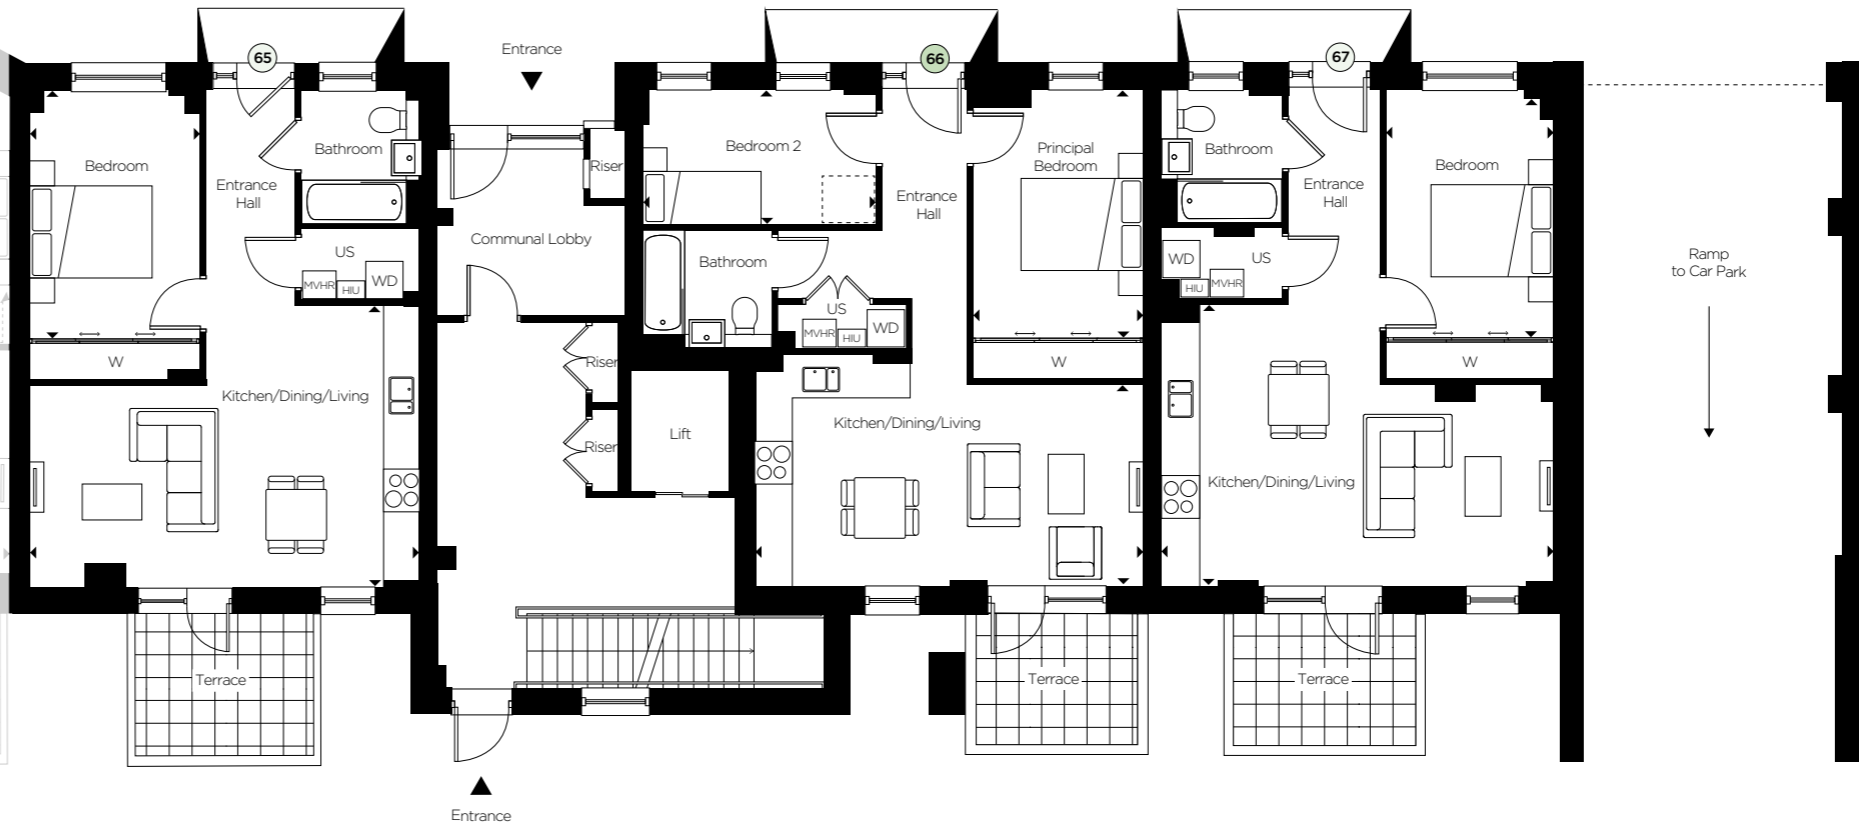 65
66
67
Entrance
Bedroom
Bathroom
Entrance
Hall
US
MVHR
HIU
WD
W
Kitchen/Dining/Living
Terrace
Riser
Communal Lobby
Riser
Riser
Lift
Entrance
Bedroom 2
Principal
Bedroom
Entrance
Hall
Bathroom
US
MVHR
HIU
WD
W
Kitchen/Dining/Living
Terrace
Bathroom
Entrance
Hall
Bedroom
WD
US
HIU
MVHR
W
Kitchen/Dining/Living
Terrace
Ramp
to Car Park